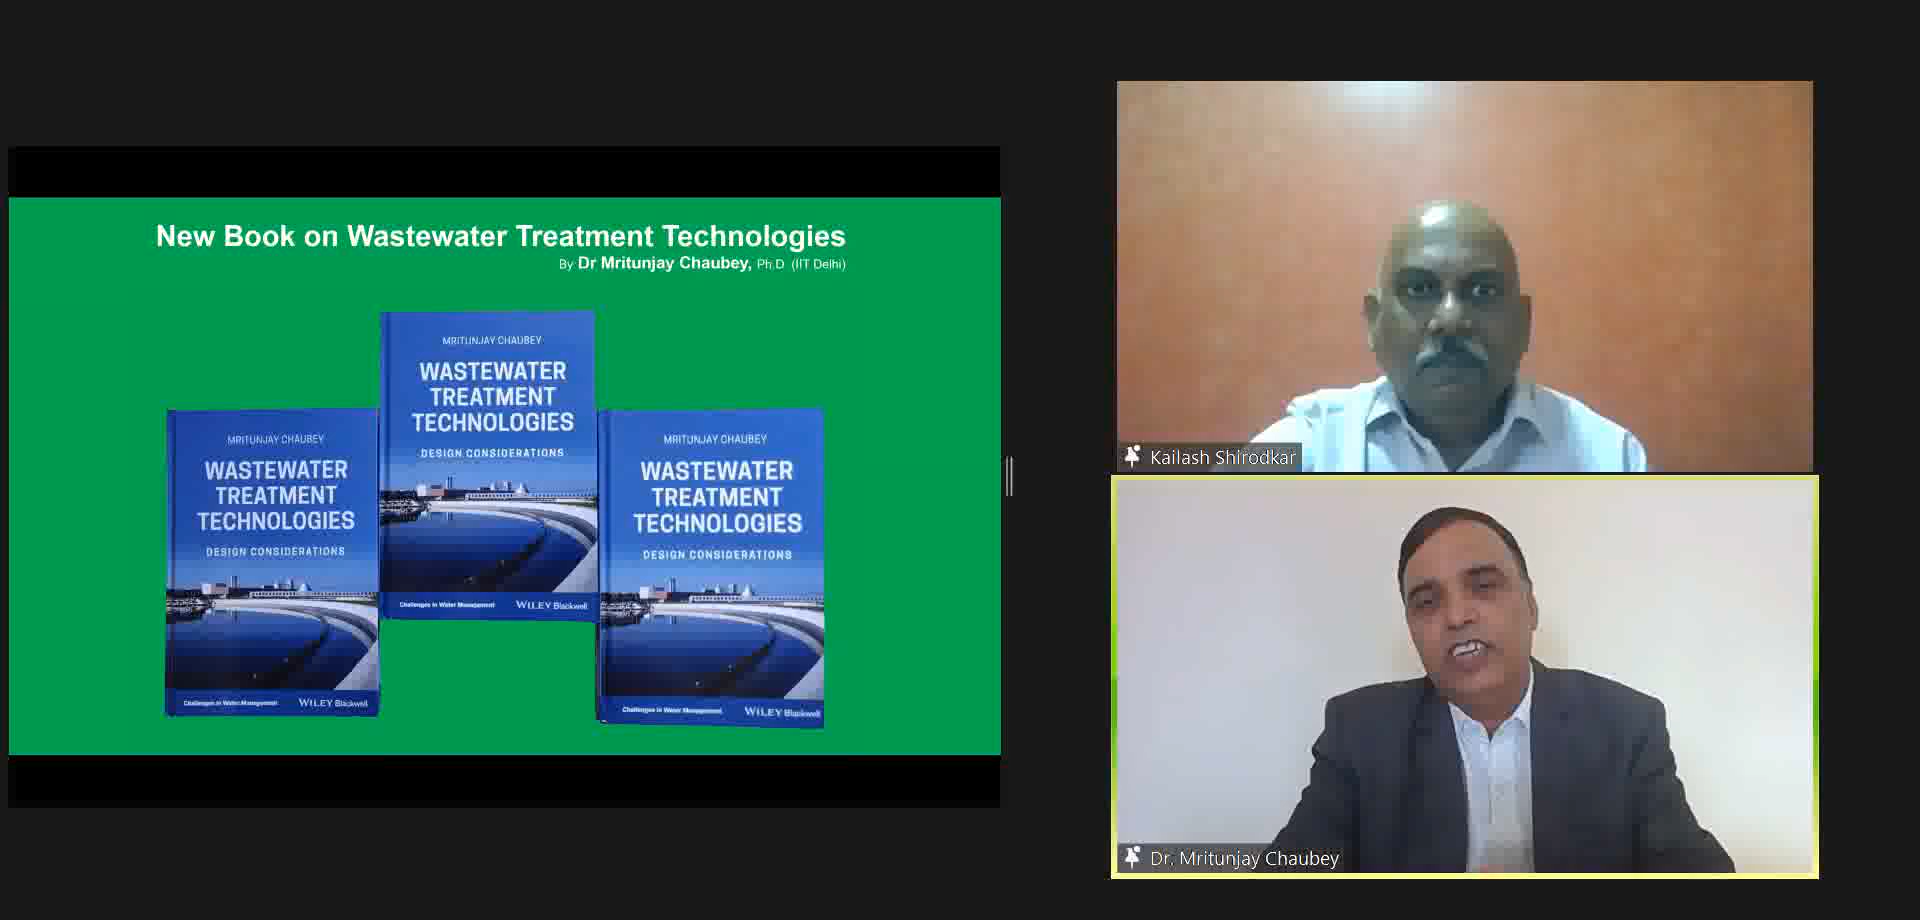 New Book on Wastewater Treatment Technologies
By Dr Mritunjay Chaubey, Ph.D (IIT Delhi)
MRITUNJAY CHAUBEY
WASTEWATER
TREATMENT
TECHNOLOGIES
DESIGN CONSIDERATIONS
Challenges in Water Management WILEY Blackwell
MRITUNJAY CHAUBEY
WASTEWATER
TREATMENT
TECHNOLOGIES
DESIGN CONSIDERATIONS
Challenges in Water Management WILEY Blackwell
MRITUNJAY CHAUBEY
WASTEWATER
TREATMENT
TECHNOLOGIES
DESIGN CONSIDERATIONS
Challenges in Water Management WILEY Blackwell
Kailash Shirodkar
Dr. Mritunjay Chaubey